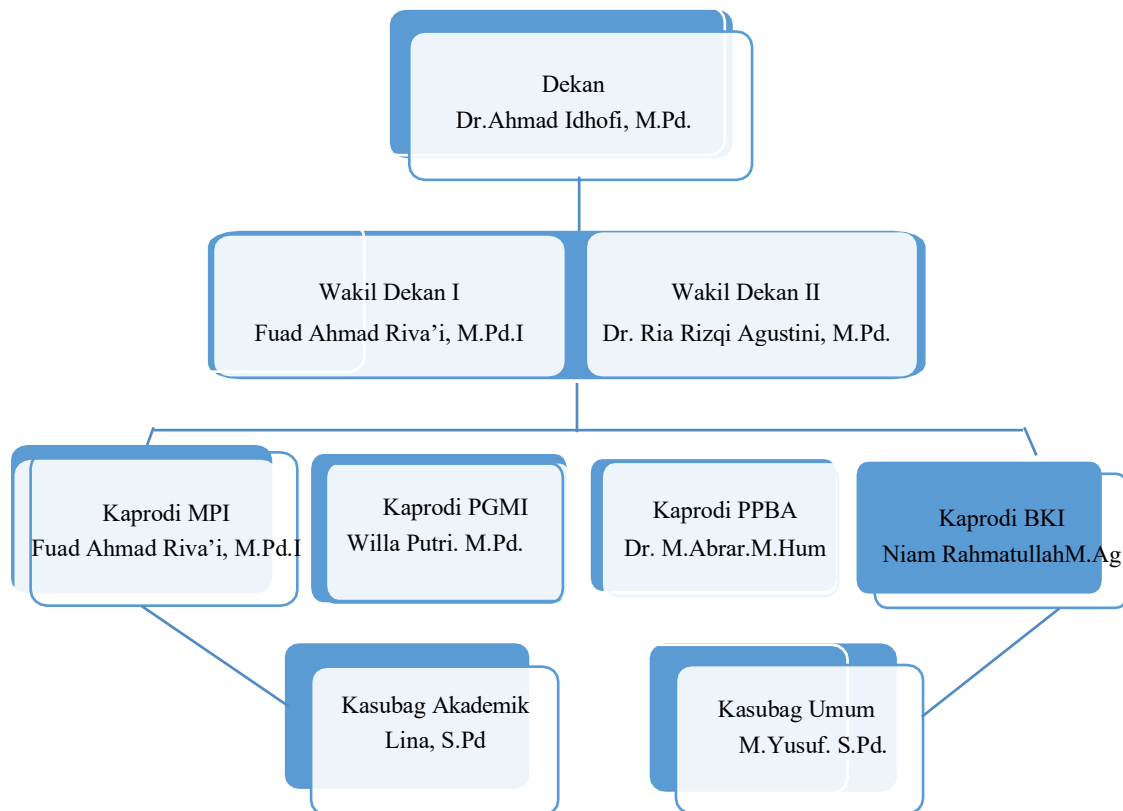 Dekan
Dr.Ahmad Idhofi, M.Pd.
Wakil Dekan I
Fuad Ahmad Riva’i, M.Pd.I
Wakil Dekan II
Dr. Ria Rizqi Agustini, M.Pd.
Kaprodi MPI
Fuad Ahmad Riva’i, M.Pd.I
Kaprodi PGMI
Willa Putri. M.Pd.
Kaprodi PPBA
Dr. M.Abrar.M.Hum
Kaprodi BKI
Niam RahmatullahM.Ag
Kasubag Akademik
Lina, S.Pd
Kasubag Umum
M.Yusuf. S.Pd.